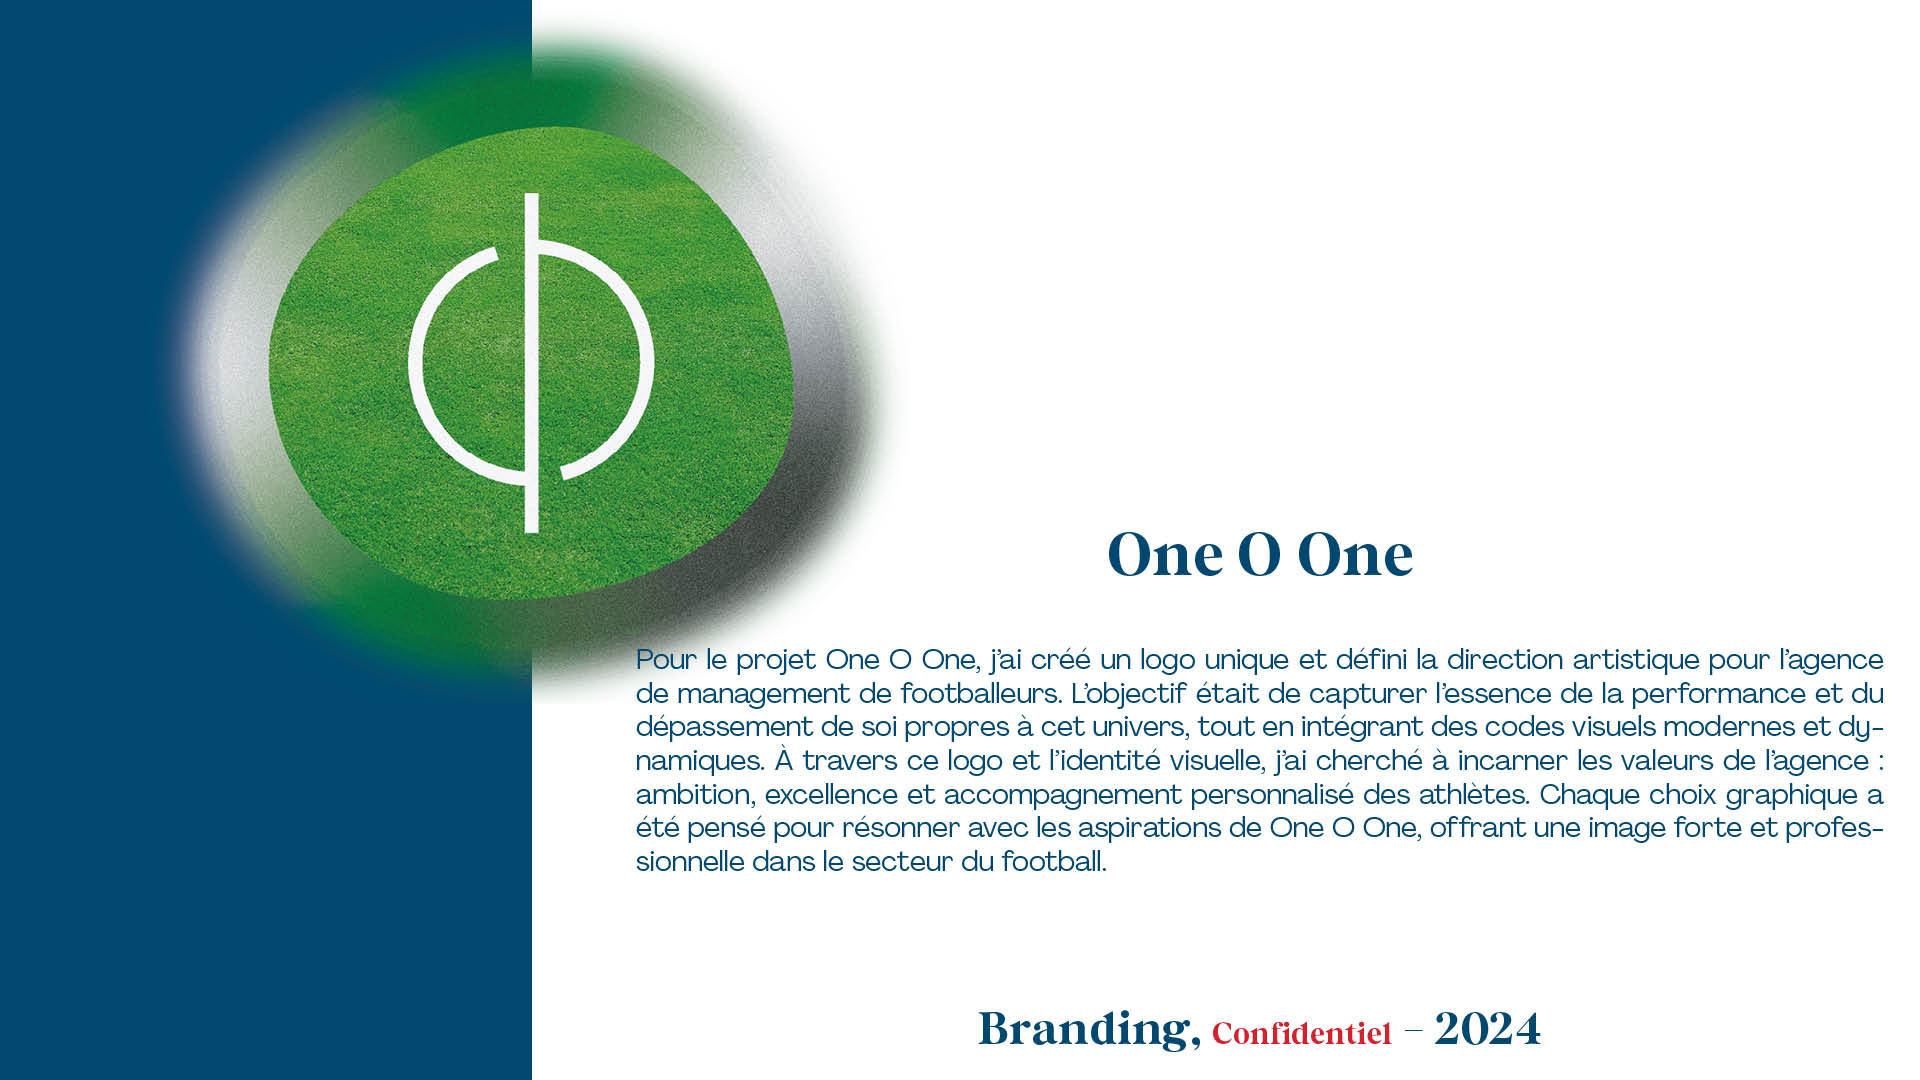 One O One
Pour le projet One O One, j'ai créé un logo unique et défini la direction artistique pour l'agence
de management de footballeurs. L'objectif était de capturer l'essence de la performance et du
dépassement de soi propres à cet univers, tout en intégrant des codes visuels modernes et dy-
namiques. À travers ce logo et l'identité visuelle, j'ai cherché à incarner les valeurs de l'agence :
ambition, excellence et accompagnement personnalisé des athlètes. Chaque choix graphique a
été pensé pour résonner avec les aspirations de One O One, offrant une image forte et profes-
sionnelle dans le secteur du football.
Branding, Confidentiel – 2024